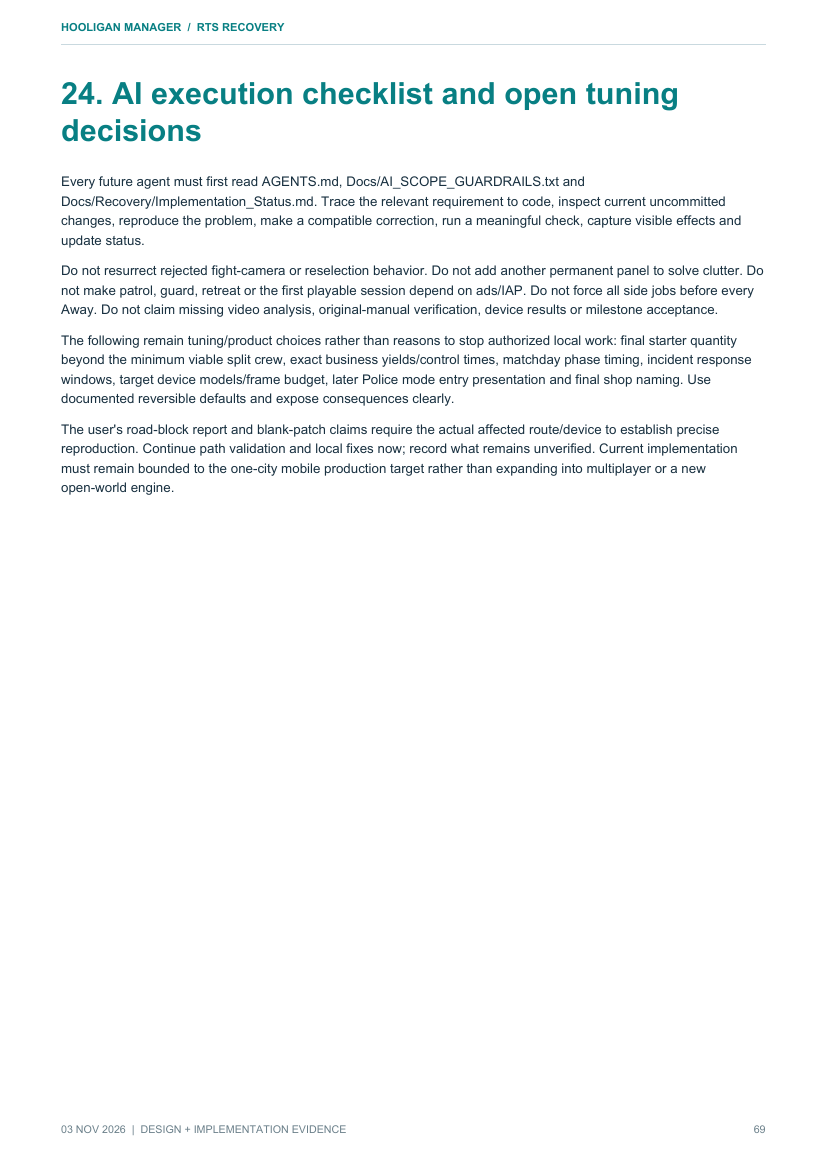 HOOLIGAN MANAGER / RTS RECOVERY
24. AI execution checklist and open tuning
decisions
Every future agent must first read AGENTS.md, Docs/AI_SCOPE_GUARDRAILS.txt and
Docs/Recovery/Implementation_Status.md. Trace the relevant requirement to code, inspect current uncommitted
changes, reproduce the problem, make a compatible correction, run a meaningful check, capture visible effects and
update status.
Do not resurrect rejected fight-camera or reselection behavior. Do not add another permanent panel to solve clutter. Do
not make patrol, guard, retreat or the first playable session depend on ads/IAP. Do not force all side jobs before every
Away. Do not claim missing video analysis, original-manual verification, device results or milestone acceptance.
The following remain tuning/product choices rather than reasons to stop authorized local work: final starter quantity
beyond the minimum viable split crew, exact business yields/control times, matchday phase timing, incident response
windows, target device models/frame budget, later Police mode entry presentation and final shop naming. Use
documented reversible defaults and expose consequences clearly.
The user's road-block report and blank-patch claims require the actual affected route/device to establish precise
reproduction. Continue path validation and local fixes now; record what remains unverified. Current implementation
must remain bounded to the one-city mobile production target rather than expanding into multiplayer or a new
open-world engine.
03 NOV 2026 | DESIGN + IMPLEMENTATION EVIDENCE
69